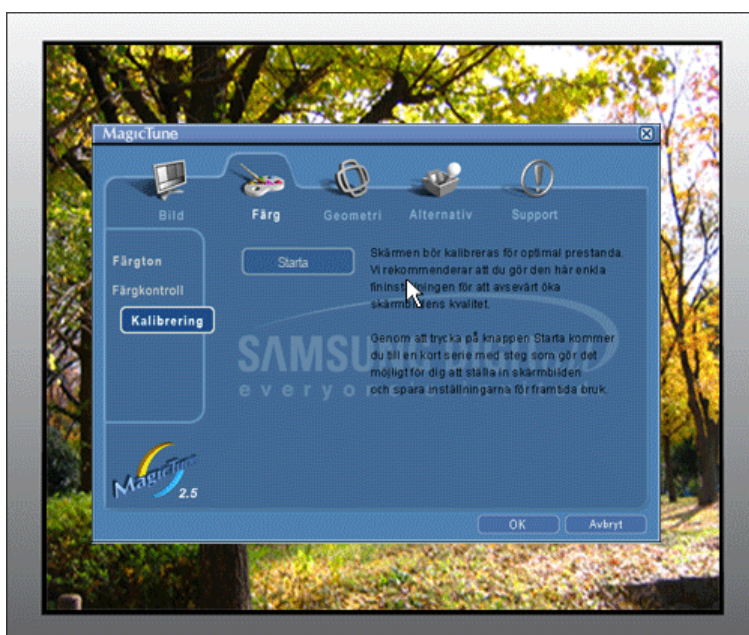 MagicTune
Bild
Färg
Geometri
Alternativ
Support
Färgton
Färgkontroll
Kalibrering
Starta
Skärmen bör kalibreras för optimal prestanda.
Vi rekommenderar att du gör den här enkla
fininställningen för att avsevärt öka
skärmbildens kvalitet.
Genom att trycka på knappen Starta kommer
du till en kort serie med steg som gör det
möjligt för dig att ställa in skärmbilden
och spara inställningarna för framtida bruk.
SAMSUNG
MagicTune
2.5
OK
Avbryt